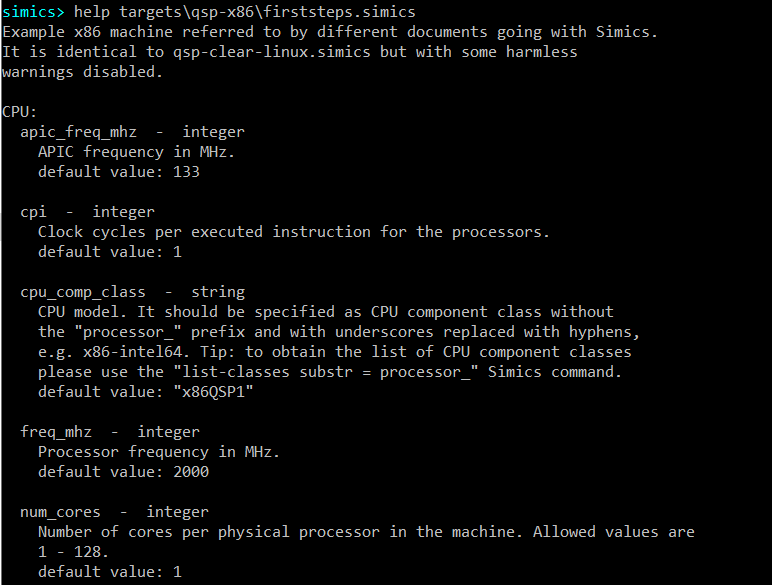 simics> help targets\qsp-x86\firststeps.simics
Example x86 machine referred to by different documents going with Simics.
It is identical to qsp-clear-linux.simics but with some harmless
warnings disabled.
CPU:
apic_freq_mhz  -  integer
APIC frequency in MHz.
default value: 133
cpi  -  integer
Clock cycles per executed instruction for the processors.
default value: 1
cpu_comp_class  -  string
CPU model. It should be specified as CPU component class without
the "processor_" prefix and with underscores replaced with hyphens,
e.g. x86-intel64. Tip: to obtain the list of CPU component classes
please use the "list-classes substr = processor_" Simics command.
default value: "x86QSP1"
freq_mhz  -  integer
Processor frequency in MHz.
default value: 2000
num_cores  -  integer
Number of cores per physical processor in the machine. Allowed values are
1 - 128.
default value: 1